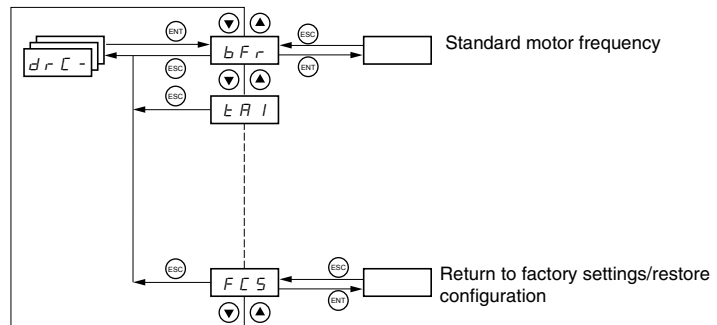 ENT
ESC
drC-
ESC
bFr
ENT
Standard motor frequency
ESC
tAI
ESC
ESC
FCS
ENT
Return to factory settings/restore
configuration